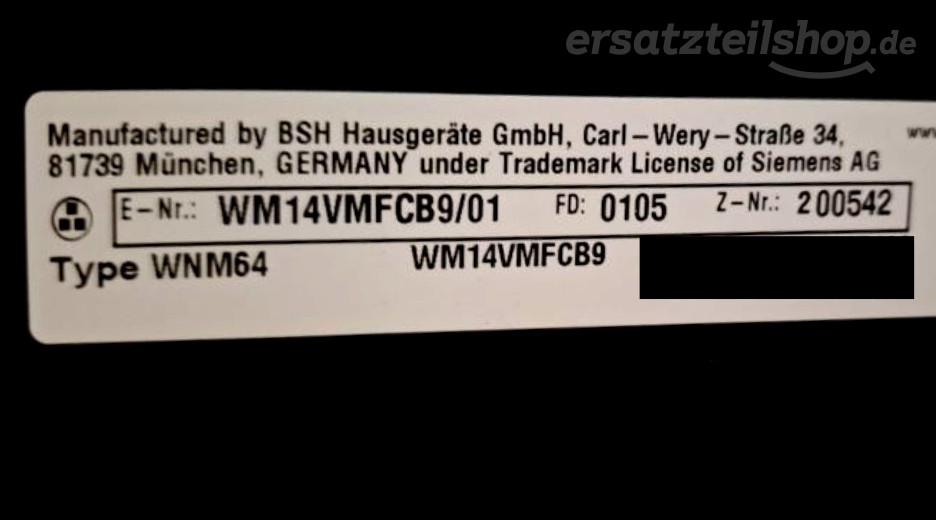 ersatzteilshop.de
Manufactured by BSH Hausgeräte GmbH, Carl–Wery–Straße 34, www
81739 München, GERMANY under Trademark License of Siemens AG
E–Nr.: WM14VMFCB9/01 FD: 0105 Z–Nr.: 200542
Type WNM64 WM14VMFCB9